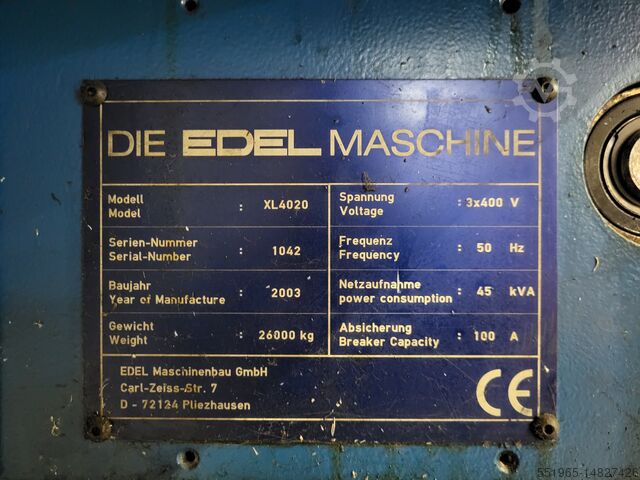 DIE EDEL MASCHINE
Modell
Model : XL4020
Serien-Nummer
Serial-Number : 1042
Baujahr
Year of Manufacture : 2003
Gewicht
Weight : 26000 kg
Spannung
Voltage : 3x400 V
Frequenz
Frequency : 50 Hz
Netzaufnahme
power consumption : 45 kVA
Absicherung
Breaker Capacity : 100 A
EDEL Maschinenbau GmbH
Carl-Zeiss-Str. 7
D - 72124 Pliezhausen
CE
551965-14827426